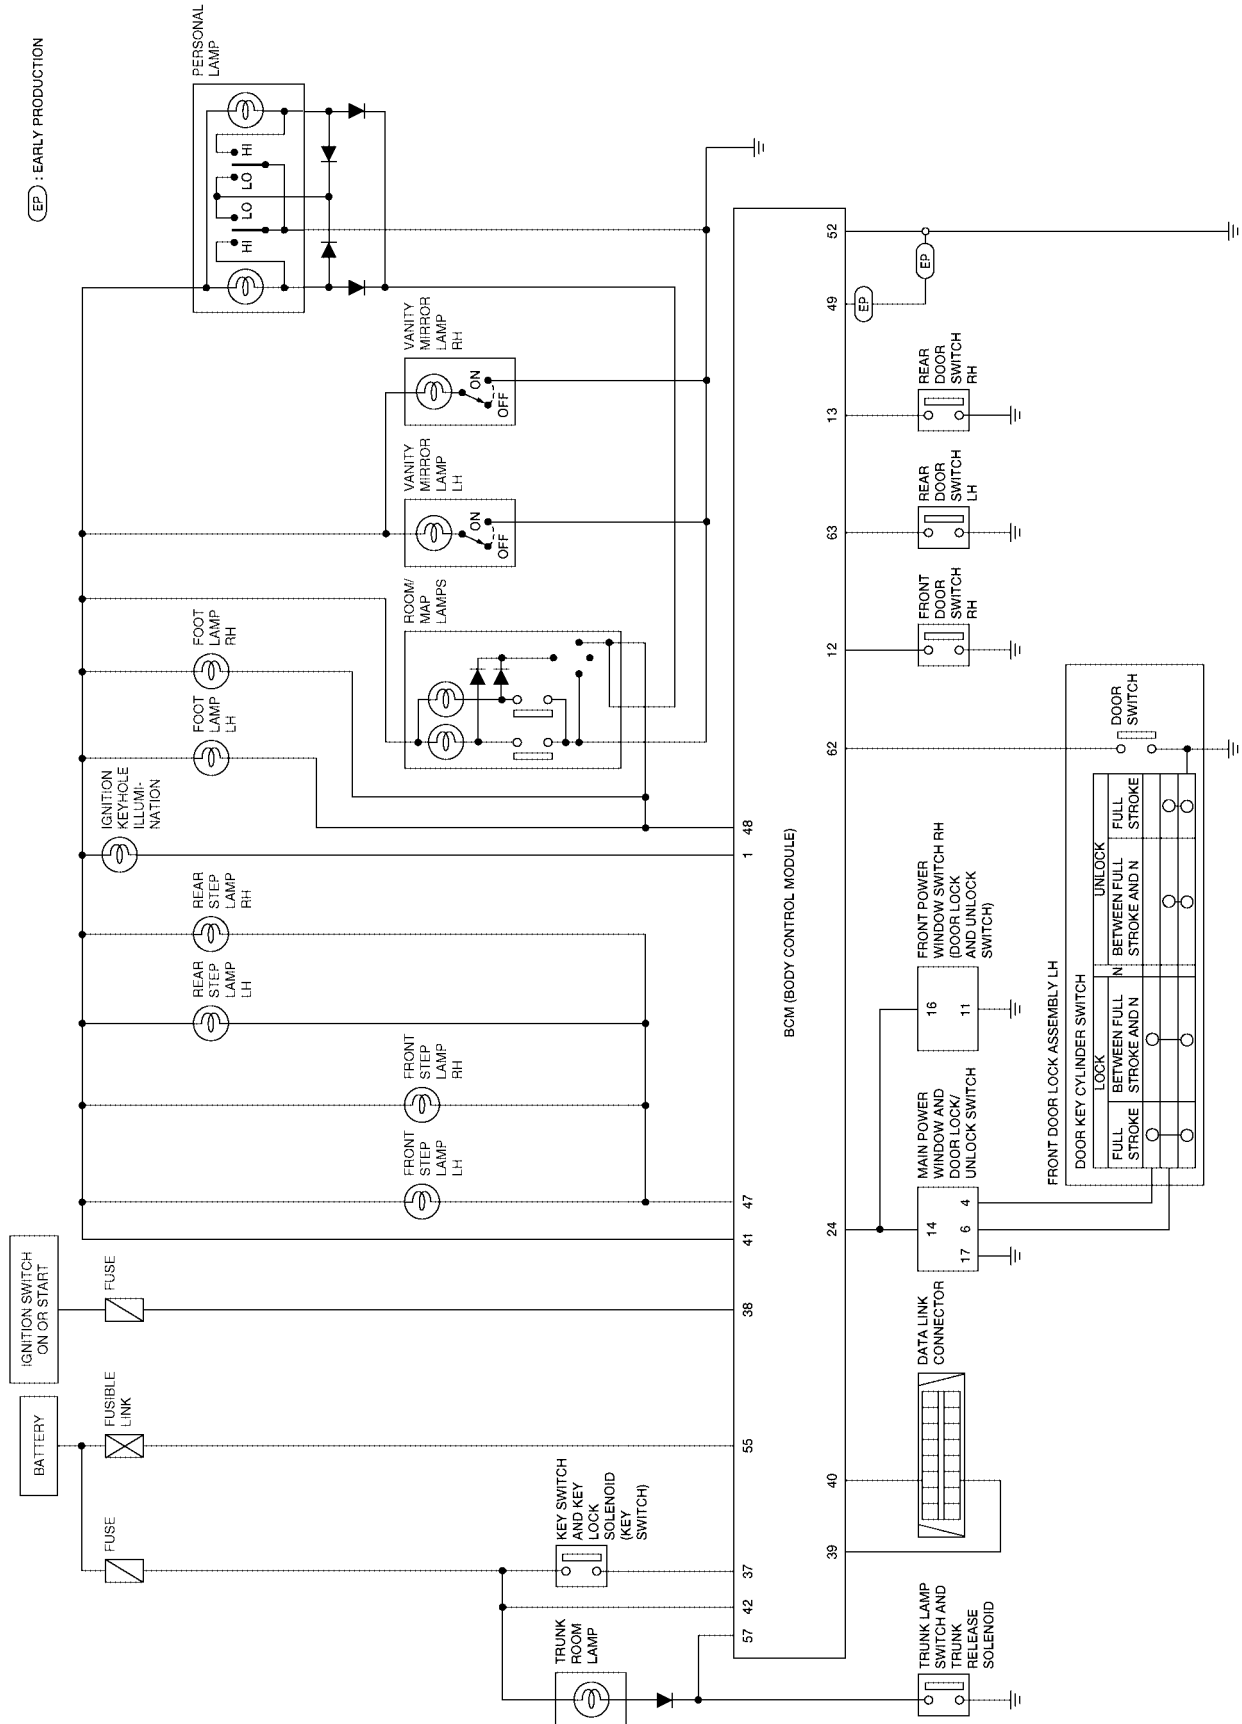 EP : EARLY PRODUCTION
BATTERY
IGNITION SWITCH
ON OR START
FUSE
FUSIBLE
LINK
FUSE
IGNITION
KEYHOLE
ILLUMI-
NATION
FOOT
LAMP
LH
FOOT
LAMP
RH
PERSONAL
LAMP
HI
LO
LO
HI
REAR
STEP
LAMP
LH
REAR
STEP
LAMP
RH
FRONT
STEP
LAMP
LH
FRONT
STEP
LAMP
RH
ROOM/
MAP
LAMPS
VANITY
MIRROR
LAMP
LH
ON
OFF
VANITY
MIRROR
LAMP
RH
ON
OFF
TRUNK
ROOM
LAMP
KEY SWITCH
AND KEY
LOCK
SOLENOID
(KEY
SWITCH)
57
42
37
55
38
41
47
1
48
BCM (BODY CONTROL MODULE)
39
40
24
62
12
63
13
49
52
EP
EP
TRUNK LAMP
SWITCH AND
TRUNK
RELEASE
SOLENOID
DATA LINK
CONNECTOR
MAIN POWER
WINDOW AND
DOOR LOCK/
UNLOCK SWITCH
14
17
6
4
FRONT POWER
WINDOW SWITCH RH
(DOOR LOCK
AND UNLOCK
SWITCH)
16
11
FRONT
DOOR
SWITCH
RH
REAR
DOOR
SWITCH
LH
REAR
DOOR
SWITCH
RH
FRONT DOOR LOCK ASSEMBLY LH
DOOR KEY CYLINDER SWITCH
LOCK
N
UNLOCK
FULL
STROKE
BETWEEN FULL
STROKE AND N
BETWEEN FULL
STROKE AND N
FULL
STROKE
DOOR
SWITCH